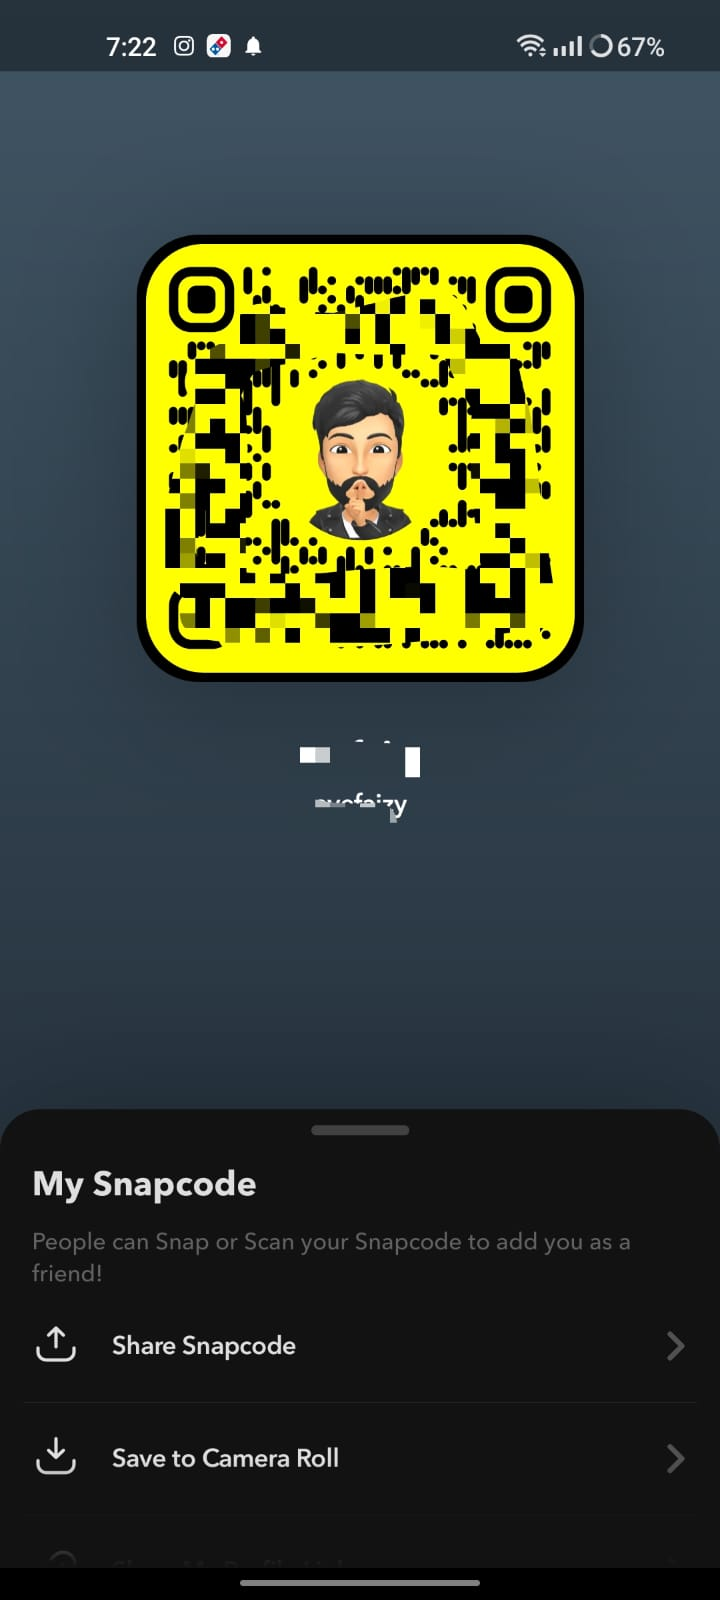 7:22
67%
My Snapcode
People can Snap or Scan your Snapcode to add you as a
friend!
Share Snapcode
Save to Camera Roll